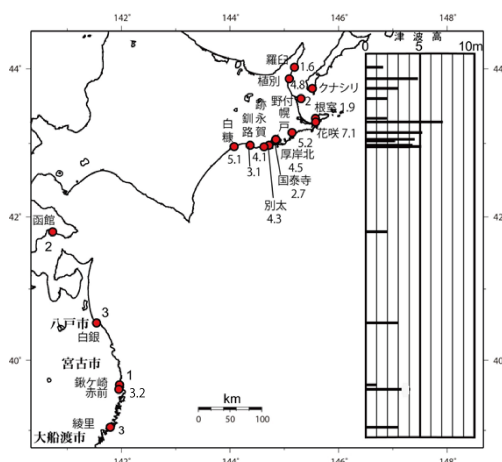 142˚ 144˚ 146˚ 148˚
津 波 高
0 5 10m
羅臼
1.6
44˚
44˚
植別
4.8
クナシリ
野付
2
根室 1.9
跡永賀
幌戸
花咲 7.1
釧路
白糠
5.2
厚岸北
4.5
5.1
4.1
3.1
国泰寺
2.7
別太
4.3
42˚
42˚
函館
2
3
八戸市
白銀
40˚
40˚
宮古市
1
鍬ケ崎
赤前
3.2
km
0 50 100
綾里
3
大船渡市
142˚ 144˚ 146˚ 148˚